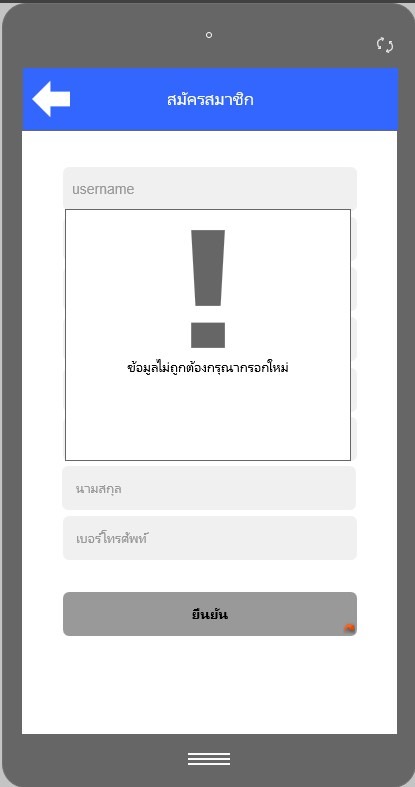 สมัครสมาชิก
username
!
ข้อมูลไม่ถูกต้องกรุณากรอกใหม่
นามสกุล
เบอร์โทรศัพท์
ยืนยัน